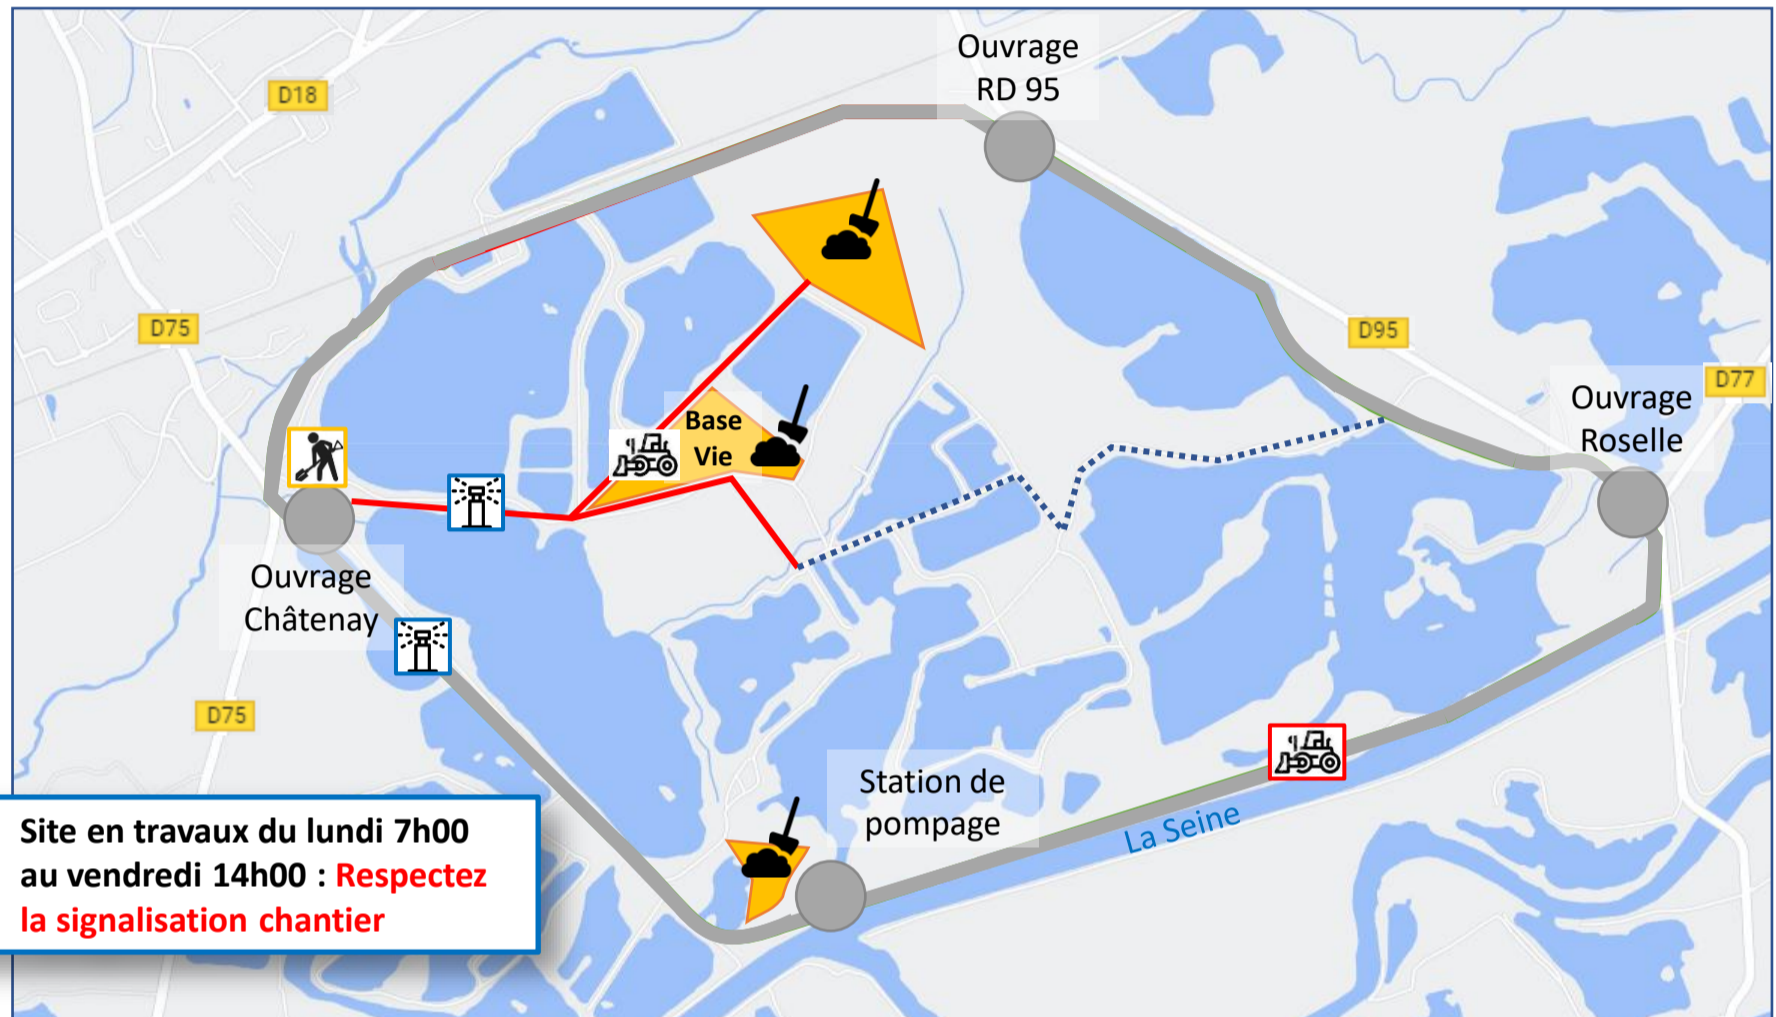 Ouvrage
RD 95
D18
D75
D95
D77
Ouvrage
Roselle
Base
Vie
Ouvrage
Châtenay
D75
Station de
pompage
La Seine
Site en travaux du lundi 7h00
au vendredi 14h00 : Respectez
la signalisation chantier